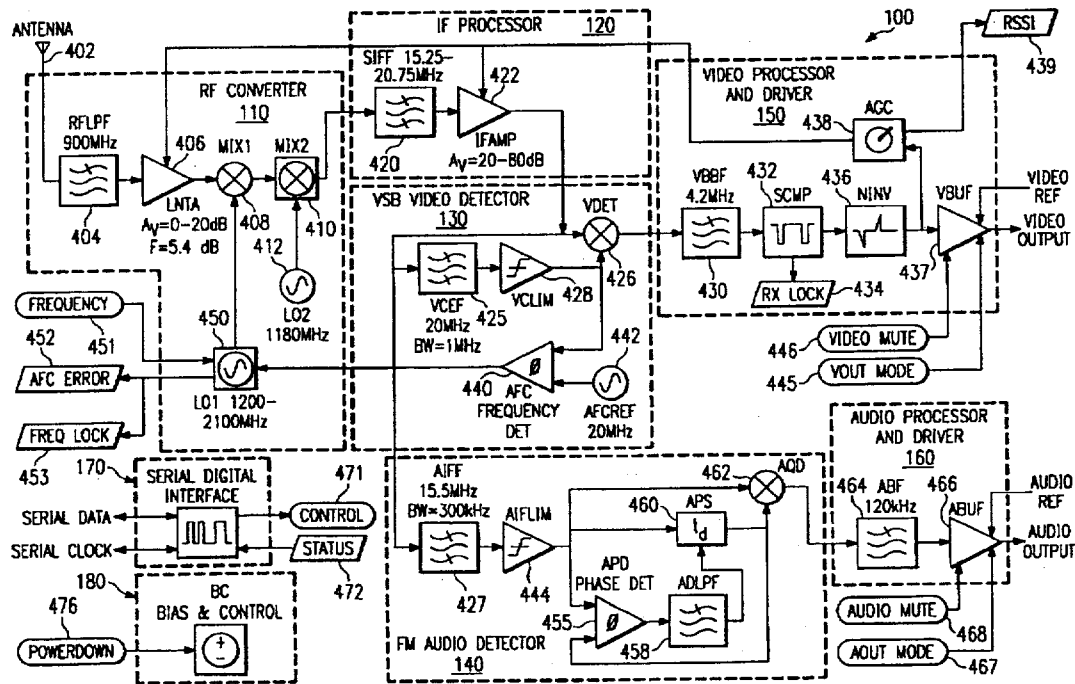 ANTENNA
402
IF PROCESSOR
120
SIFF 15.25-
20.75MHz
422
420
IFAMP
AV=20-80dB
100
RSSI
439
RF CONVERTER
110
RFLPF
900MHz
404
406
LNTA
AV=0-20dB
F=5.4 dB
MIX1
408
MIX2
410
412
LO2
1180MHz
450
LO1 1200-
2100MHz
VIDEO PROCESSOR
AND DRIVER
150
AGC
438
VBBF
4.2MHz
430
432
SCMP
436
NINV
VBUF
437
RX LOCK
434
VIDEO REF
VIDEO OUTPUT
446
VIDEO MUTE
445
VOUT MODE
VSB VIDEO DETECTOR
130
VDET
426
VCEF
20MHz
BW=1MHz
425
VCLIM
428
440
AFC
FREQUENCY
DET
Ø
442
AFCREF
20MHz
FREQUENCY
451
452
AFC ERROR
FREQ LOCK
453
170
SERIAL DIGITAL
INTERFACE
SERIAL DATA
SERIAL CLOCK
471
CONTROL
STATUS
472
180
BC
BIAS & CONTROL
476
POWERDOWN
AIFF
15.5MHz
BW=300kHz
427
AIFLIM
444
462
AQD
460
APS
Id
APD
PHASE DET
455
Ø
ADLPF
458
FM AUDIO DETECTOR
140
AUDIO PROCESSOR
AND DRIVER
160
464
ABF
120kHz
466
ABUF
AUDIO REF
AUDIO OUTPUT
AUDIO MUTE
468
AOUT MODE
467